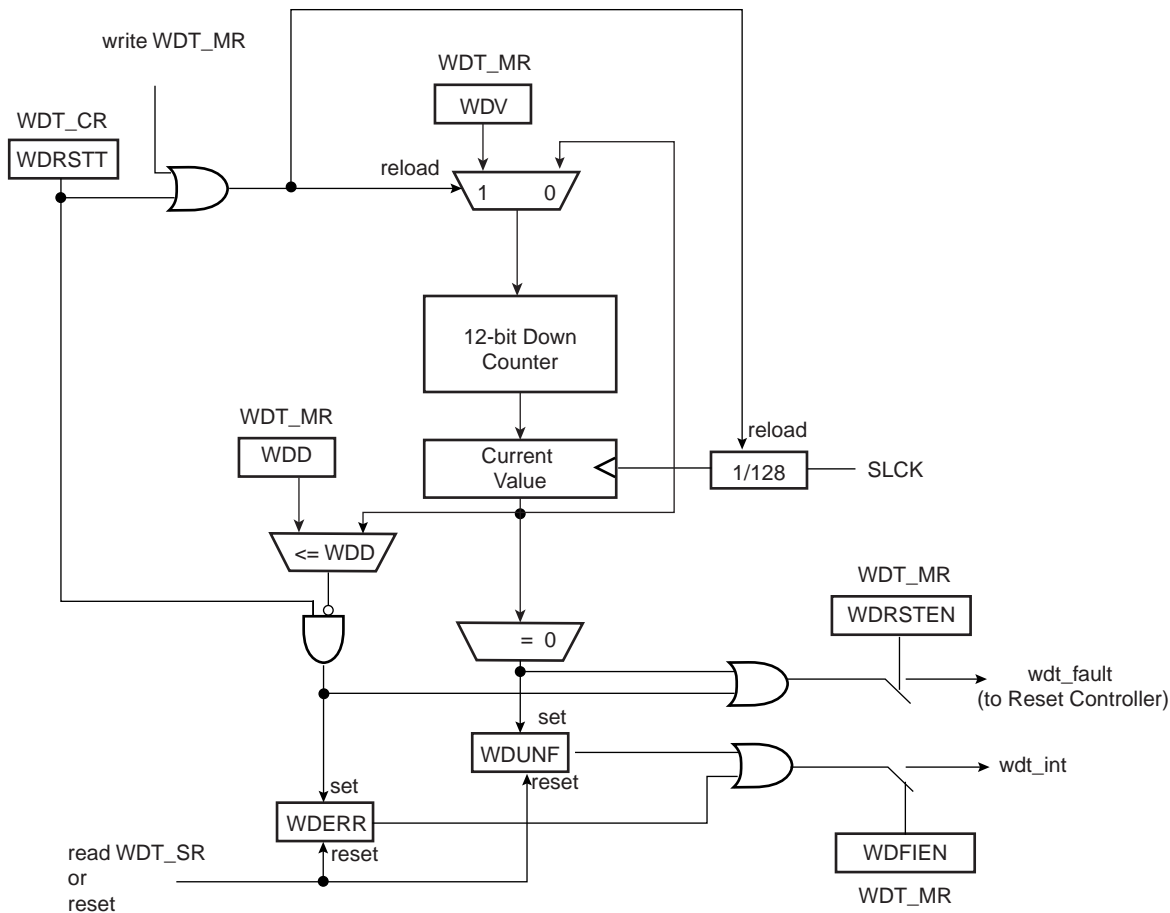 write WDT_MR
WDT_MR
WDV
WDT_CR
WDRSTT
reload
1 0
12-bit Down
Counter
WDT_MR
WDD
Current
Value
reload
1/128
SLCK
<= WDD
WDT_MR
WDRSTEN
= 0
wdt_fault
(to Reset Controller)
set
WDUNF
reset
wdt_int
set
WDERR
reset
read WDT_SR
or
reset
WDFIEN
WDT_MR